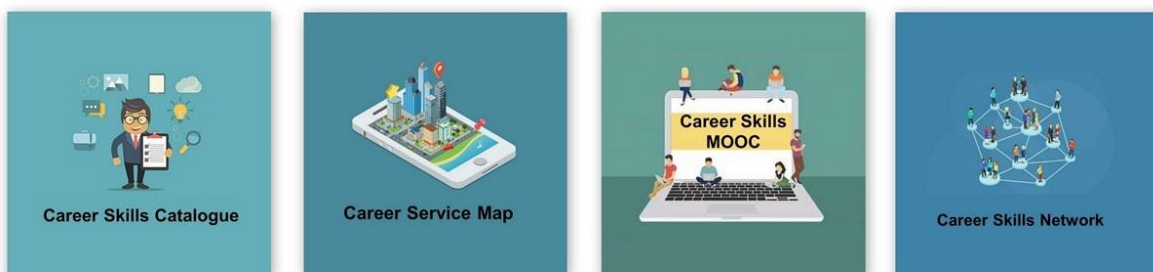 Career Skills Catalogue
Career Service Map
Career Skills
MOOC
Career Skills Network